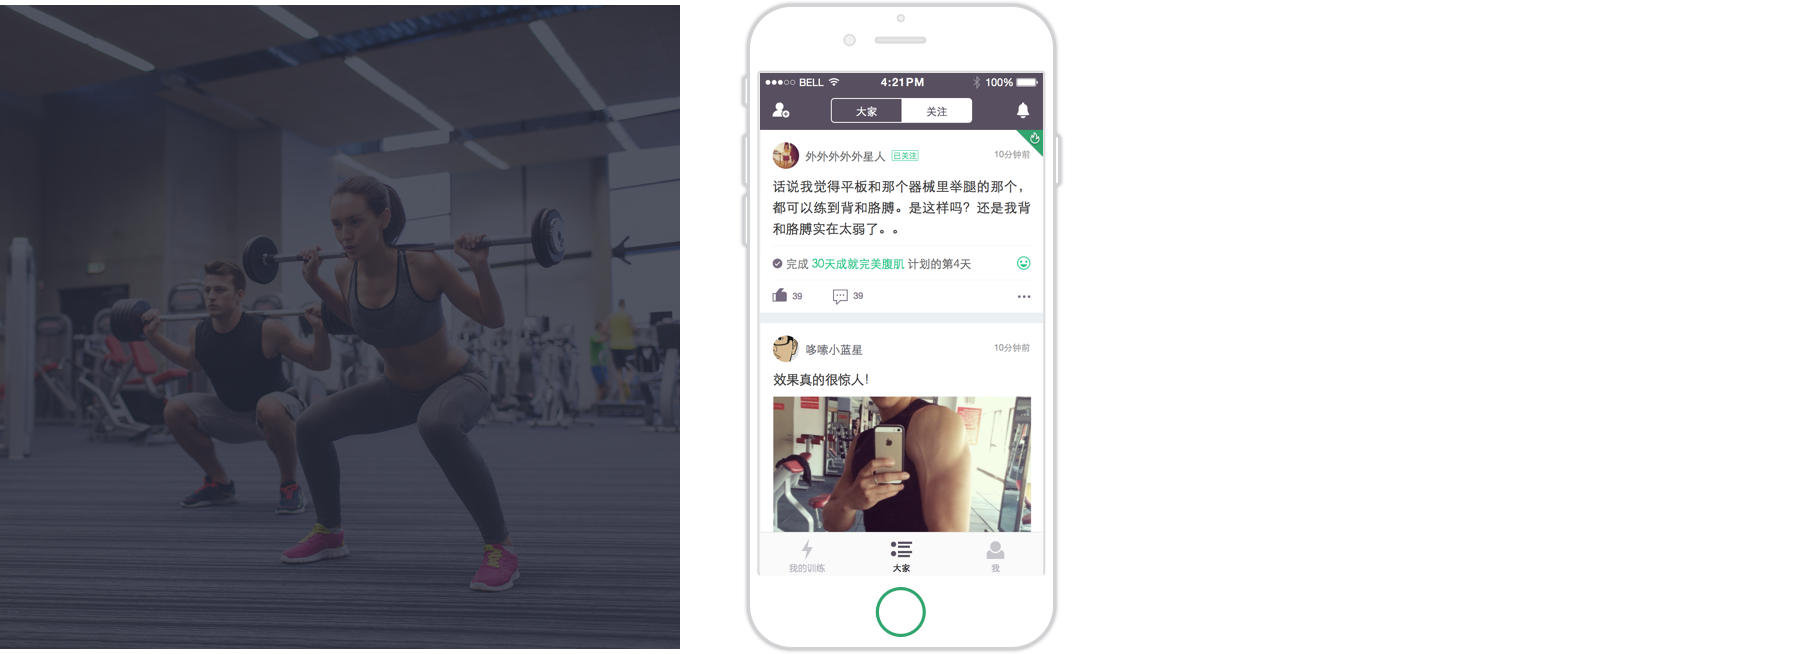 BELL 4:21PM 100%
大家 关注
外外外外外星人 已关注 10分钟前
话说我觉得平板和那个器械里举腿的那个，
都可以练到背和胳膊。是这样吗？还是我背
和胳膊实在太弱了。。
完成 30天成就完美腹肌 计划的第4天
39 39
哆嗦小蓝星 10分钟前
效果真的很惊人！
我的训练 大家 我